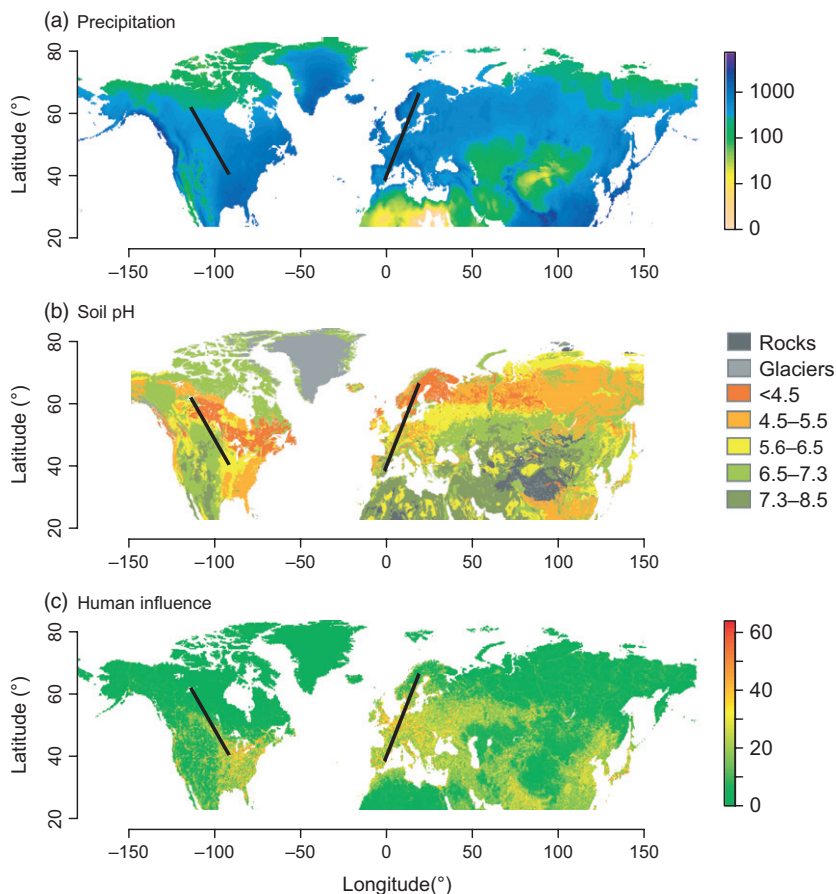 (a) Precipitation
Latitude (°)
80
60
40
20
−150 −100 −50 0 50 100 150
1000
100
10
0
(b) Soil pH
Latitude (°)
80
60
40
20
−150 −100 −50 0 50 100 150
Rocks
Glaciers
<4.5
4.5–5.5
5.6–6.5
6.5–7.3
7.3–8.5
(c) Human influence
Latitude (°)
80
60
40
20
−150 −100 −50 0 50 100 150
Longitude(°)
60
40
20
0